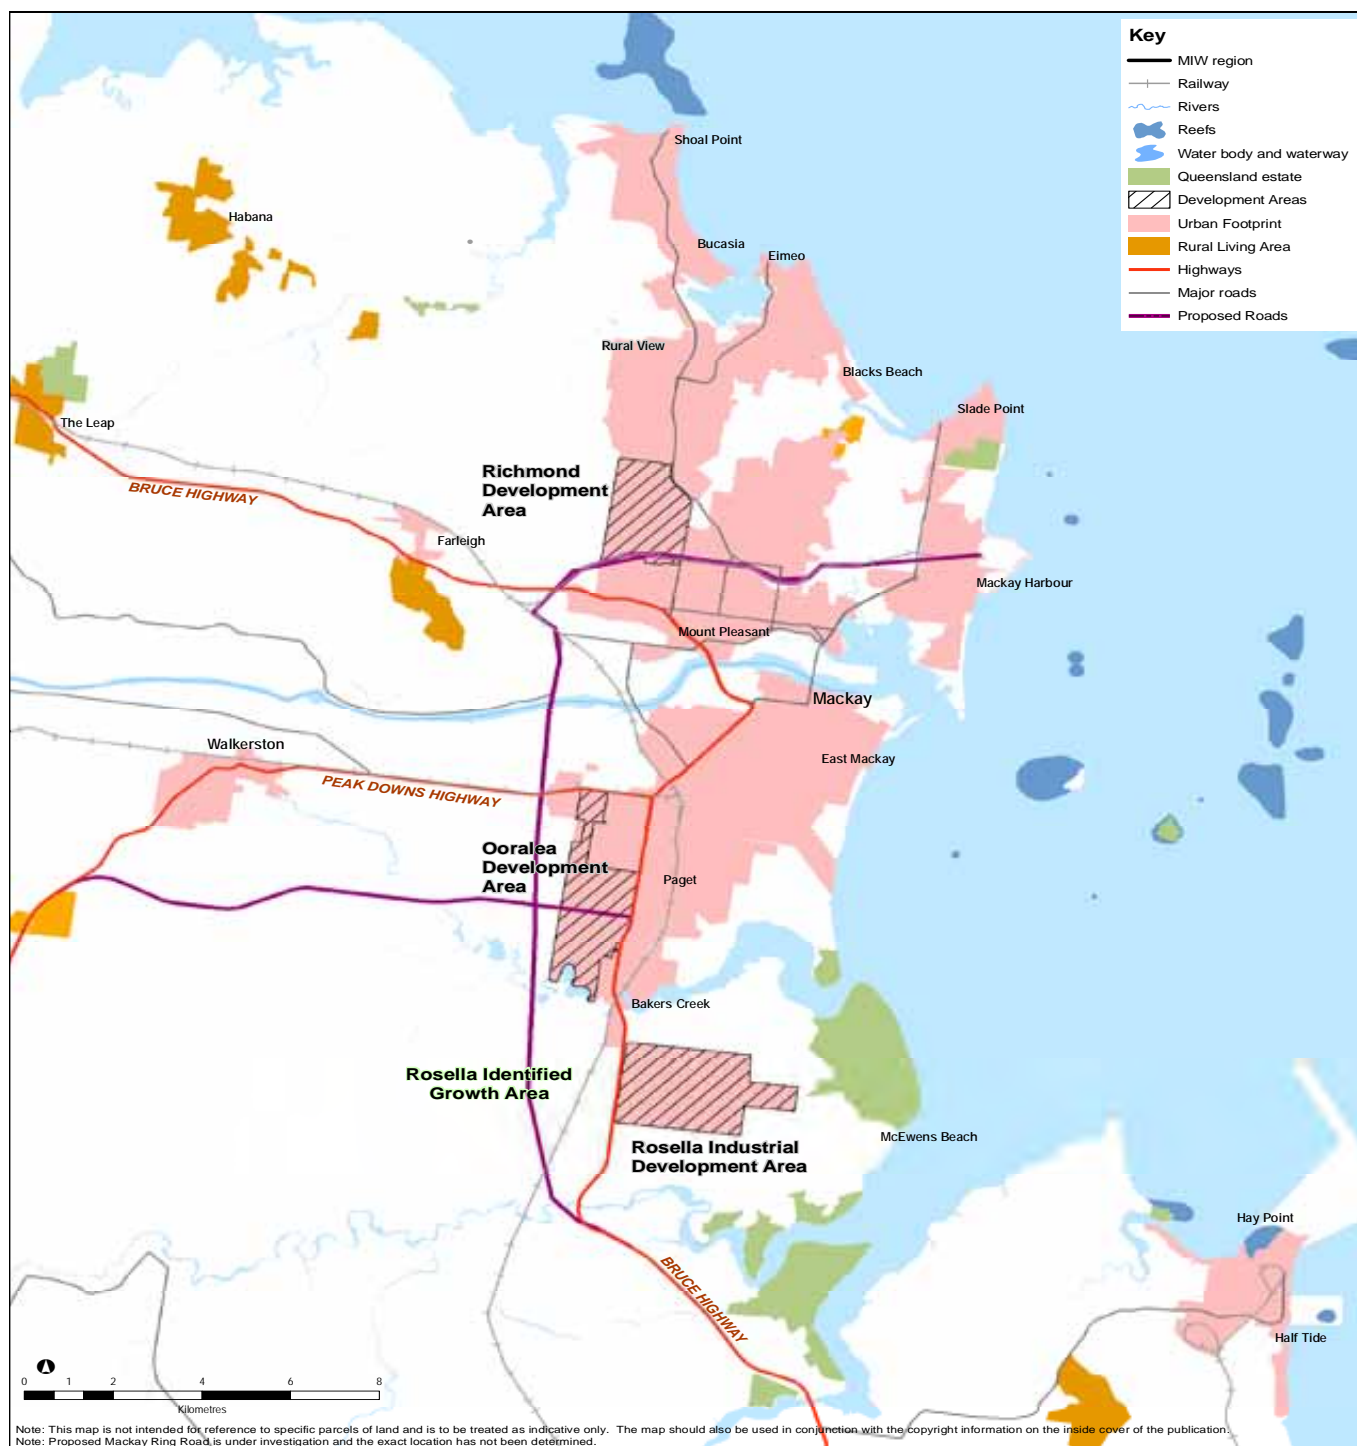 Key
MIW region
Railway
Rivers
Reefs
Water body and waterway
Queensland estate
Development Areas
Urban Footprint
Rural Living Area
Highways
Major roads
Proposed Roads
Shoal Point
Habana
Bucasia
Eimeo
Rural View
Blacks Beach
Slade Point
The Leap
Richmond
Development
Area
BRUCE HIGHWAY
Farleigh
Mackay Harbour
Mount Pleasant
Mackay
Walkerston
East Mackay
PEAK DOWNS HIGHWAY
Ooralea
Development
Area
Paget
Bakers Creek
Rosella Identified
Growth Area
McEwens Beach
Rosella Industrial
Development Area
Hay Point
BRUCE HIGHWAY
Half Tide
0 1 2 4 6 8
Kilometres
Note: This map is not intended for reference to specific parcels of land and is to be treated as indicative only. The map should also be used in conjunction with the copyright information on the inside cover of the publication.
Note: Proposed Mackay Ring Road is under investigation and the exact location has not been determined.